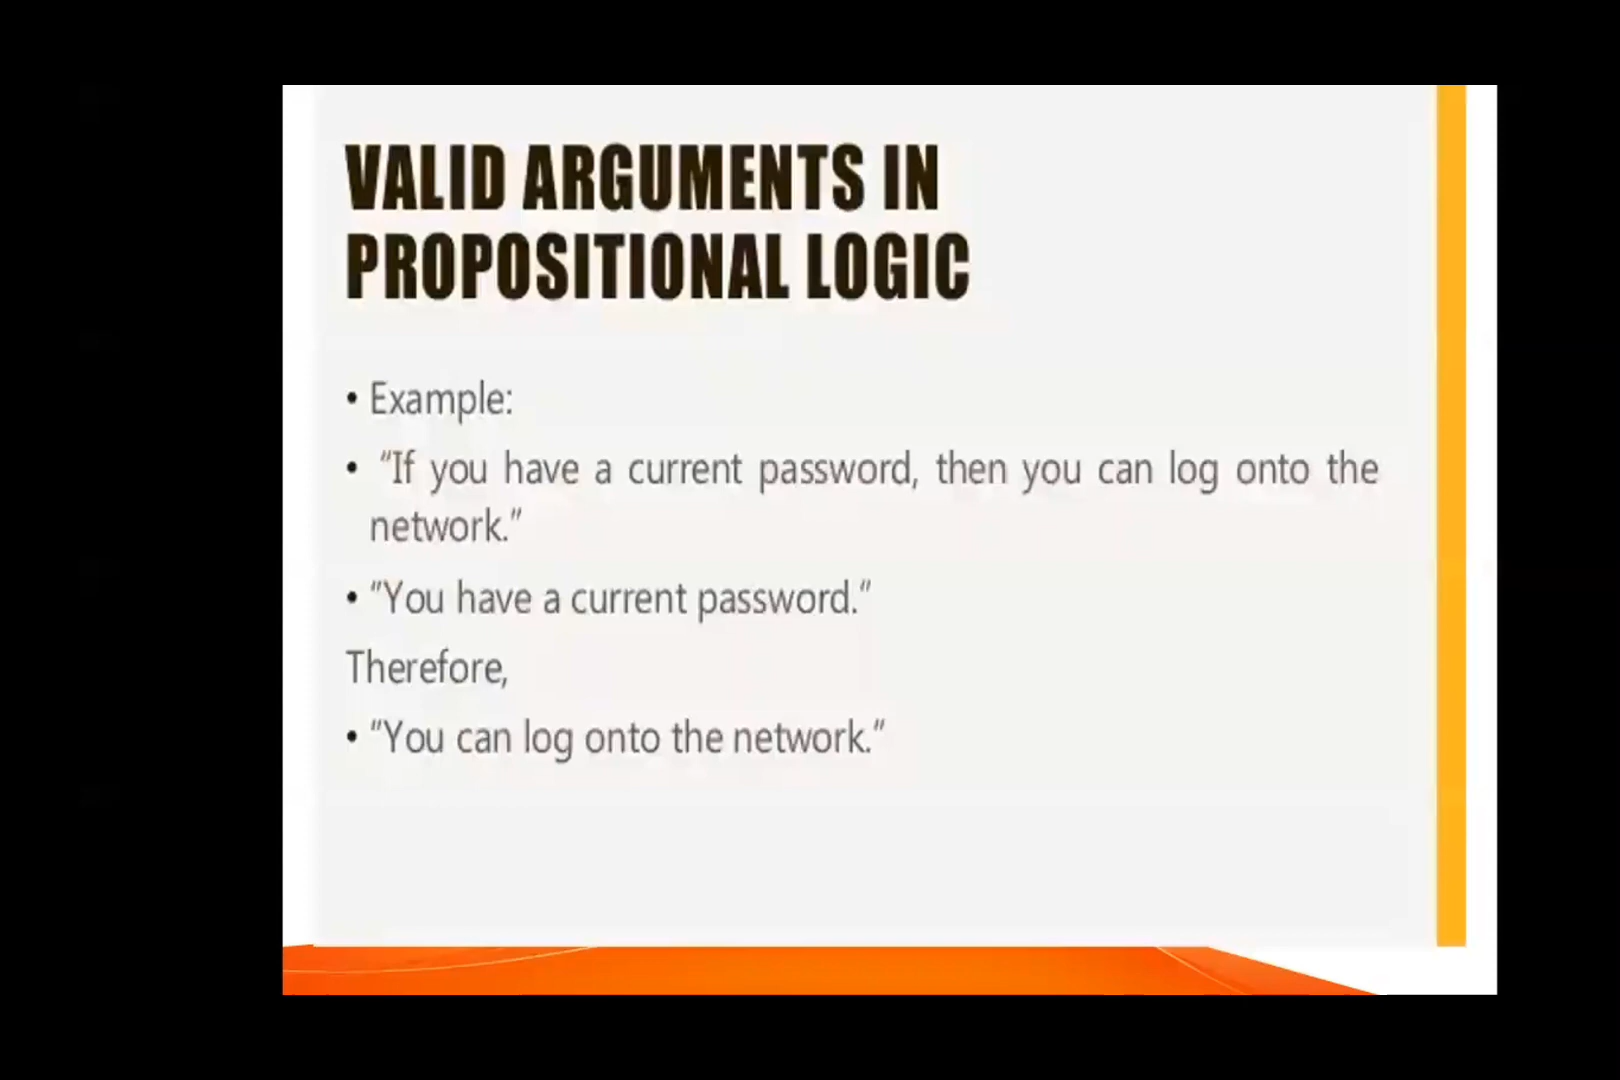 VALID ARGUMENTS IN
PROPOSITIONAL LOGIC
• Example:
• “If you have a current password, then you can log onto the
network.”
• “You have a current password.”
Therefore,
• “You can log onto the network.”